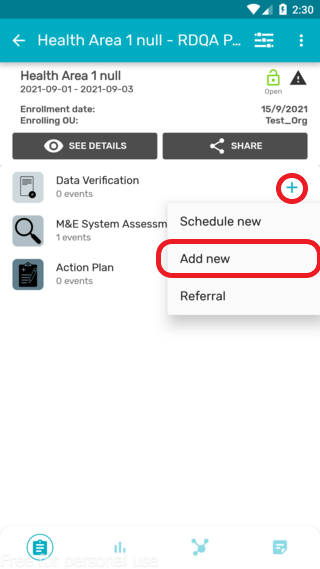 2:30
Health Area 1 null - RDQA P...
Health Area 1 null
2021-09-01 - 2021-09-03
Open
Enrollment date: 15/9/2021
Enrolling OU: Test_Org
SEE DETAILS
SHARE
Data Verification
0 events
M&E System Assessm
1 events
Action Plan
0 events
Schedule new
Add new
Referral
Free for personal use